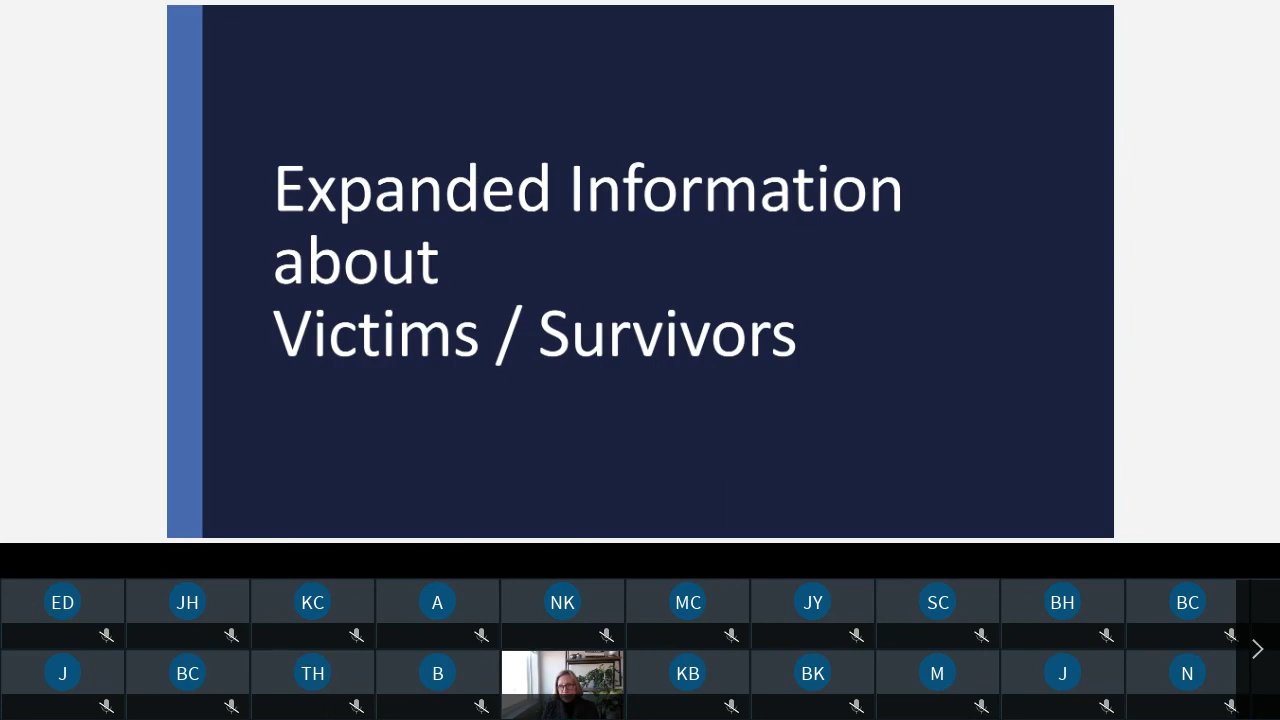 Expanded Information
about
Victims / Survivors
ED JH KC A NK MC JY SC BH BC
J BC TH B KB BK M J N